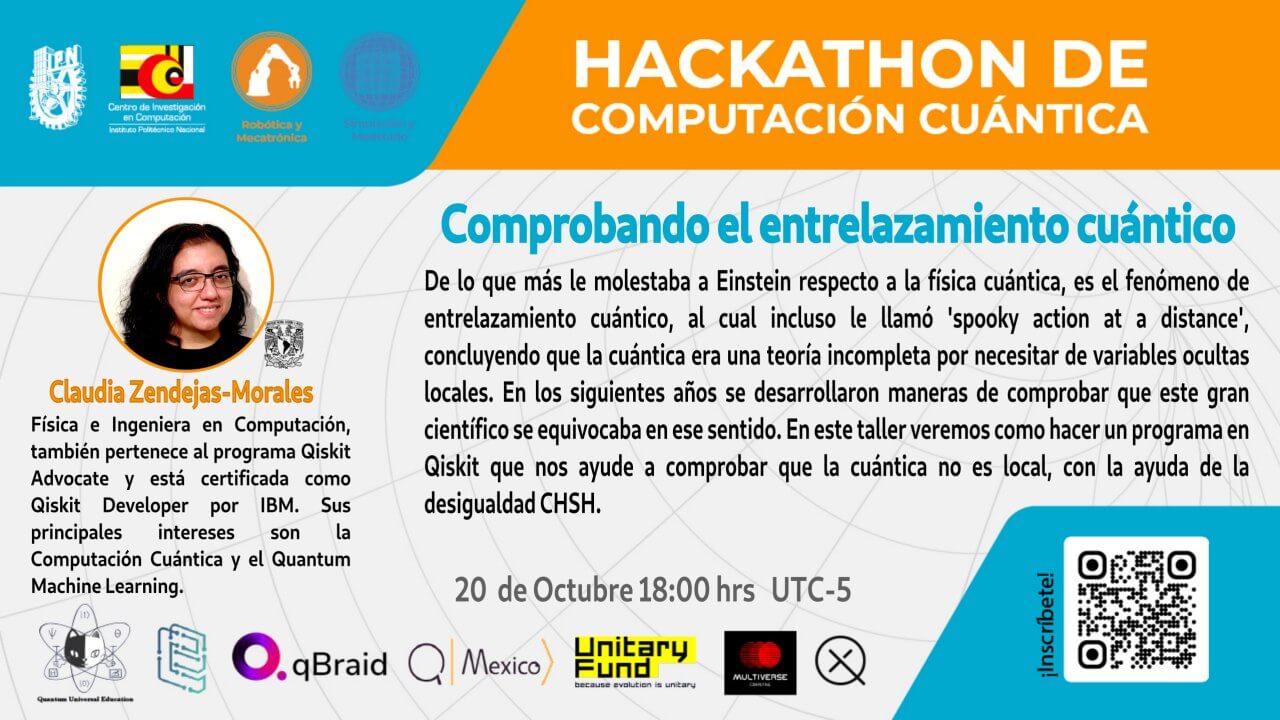 IPN
Centro de Investigación
en Computación
Instituto Politécnico Nacional
Robótica y
Mecatrónica
Simulación y
Modelado
HACKATHON DE
COMPUTACIÓN CUÁNTICA
Claudia Zendejas-Morales
Física e Ingeniera en Computación,
también pertenece al programa Qiskit
Advocate y está certificada como
Qiskit Developer por IBM. Sus
principales intereses son la
Computación Cuántica y el Quantum
Machine Learning.
Comprobando el entrelazamiento cuántico
De lo que más le molestaba a Einstein respecto a la física cuántica, es el fenómeno de
entrelazamiento cuántico, al cual incluso le llamó 'spooky action at a distance',
concluyendo que la cuántica era una teoría incompleta por necesitar de variables ocultas
locales. En los siguientes años se desarrollaron maneras de comprobar que este gran
científico se equivocaba en ese sentido. En este taller veremos como hacer un programa en
Qiskit que nos ayude a comprobar que la cuántica no es local, con la ayuda de la
desigualdad CHSH.
20 de Octubre 18:00 hrs UTC-5
¡Inscríbete!
Quantum Universal Education
qBraid
Q Mexico
Unitary
Fund
because evolution is unitary
MULTIVERSE
COMPUTING